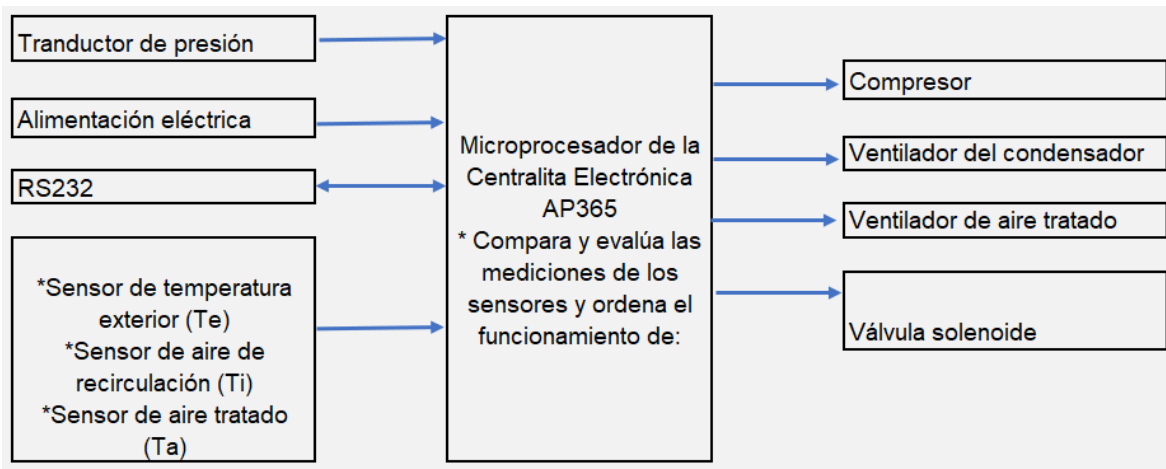 Tranductor de presión
Alimentación eléctrica
RS232
*Sensor de temperatura
exterior (Te)
*Sensor de aire de
recirculación (Ti)
*Sensor de aire tratado
(Ta)
Microprocesador de la
Centralita Electrónica
AP365
* Compara y evalúa las
mediciones de los
sensores y ordena el
funcionamiento de:
Compresor
Ventilador del condensador
Ventilador de aire tratado
Válvula solenoide